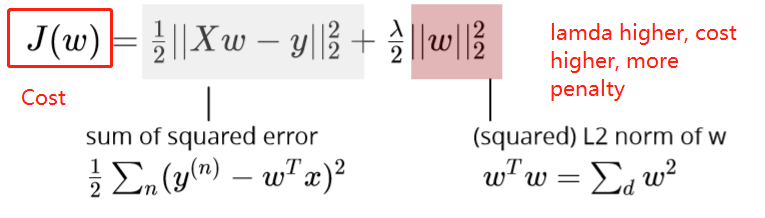 J(w) = ½||Xw − y||₂² + λ/2||w||₂²
lamda higher, cost
higher, more
penalty
Cost
sum of squared error
(squared) L2 norm of w
½ ∑ₙ(y⁽ⁿ⁾ − wᵀx)²
wᵀw = ∑_d w²